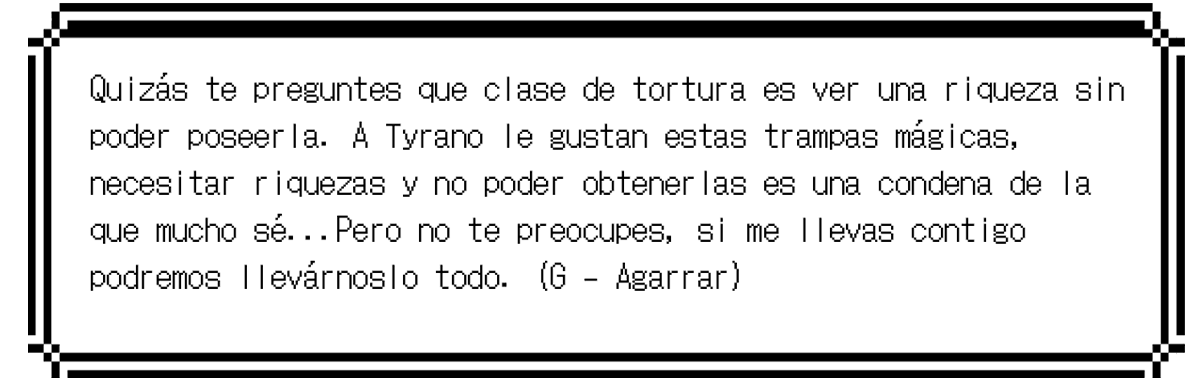 Quizás te preguntes que clase de tortura es ver una riqueza sin
poder poseerla. A Tyrano le gustan estas trampas mágicas,
necesitar riquezas y no poder obtenerlas es una condena de la
que mucho sé...Pero no te preocupes, si me llevas contigo
podremos llevárnoslo todo. (G - Agarrar)